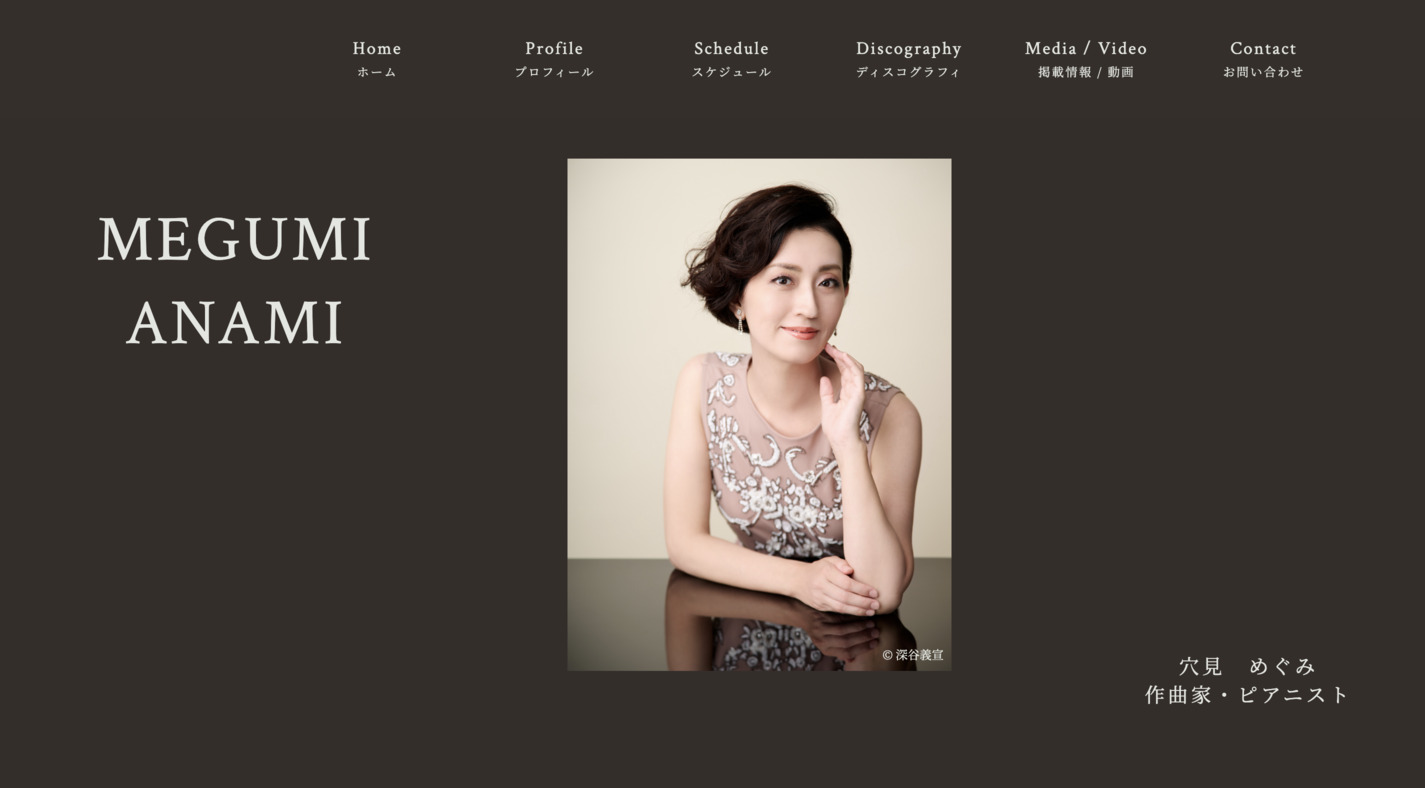 Home
ホーム
Profile
プロフィール
Schedule
スケジュール
Discography
ディスコグラフィ
Media / Video
掲載情報 / 動画
Contact
お問い合わせ
MEGUMI
ANAMI
© 深谷義宣
穴見　めぐみ
作曲家・ピアニスト